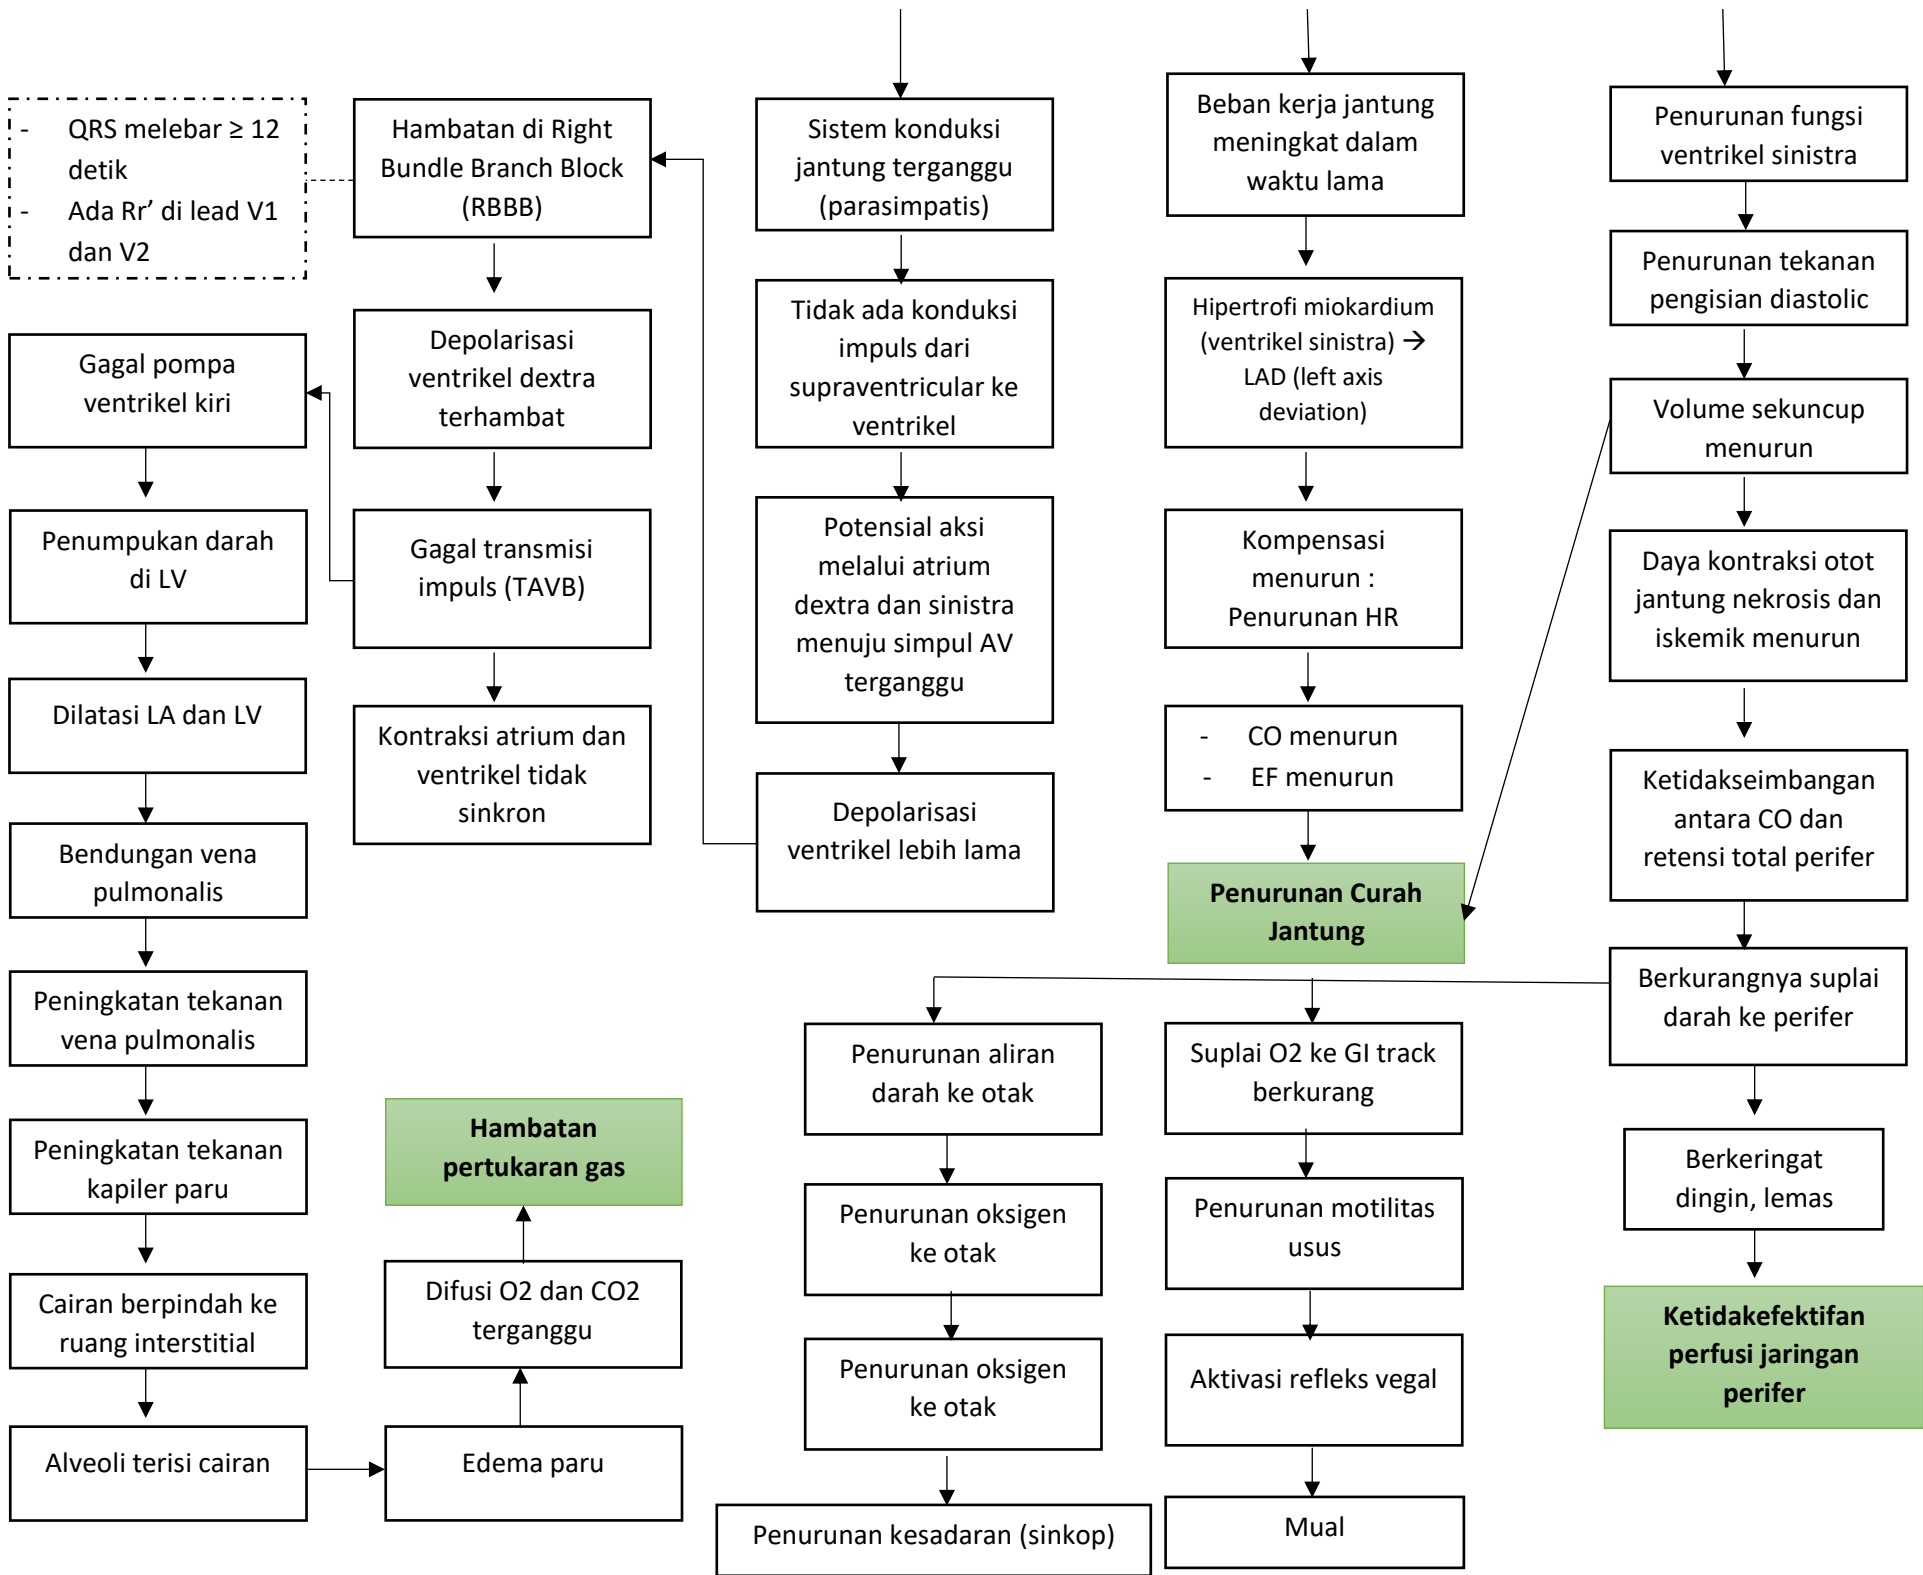 - QRS melebar ≥ 12
detik
- Ada Rr’ di lead V1
dan V2
Gagal pompa
ventrikel kiri
Penumpukan darah
di LV
Dilatasi LA dan LV
Bendungan vena
pulmonalis
Peningkatan tekanan
vena pulmonalis
Peningkatan tekanan
kapiler paru
Cairan berpindah ke
ruang interstitial
Alveoli terisi cairan
Hambatan di Right
Bundle Branch Block
(RBBB)
Depolarisasi
ventrikel dextra
terhambat
Gagal transmisi
impuls (TAVB)
Kontraksi atrium dan
ventrikel tidak
sinkron
Hambatan
pertukaran gas
Difusi O2 dan CO2
terganggu
Edema paru
Sistem konduksi
jantung terganggu
(parasimpatis)
Tidak ada konduksi
impuls dari
supraventricular ke
ventrikel
Potensial aksi
melalui atrium
dextra dan sinistra
menuju simpul AV
terganggu
Depolarisasi
ventrikel lebih lama
Penurunan aliran
darah ke otak
Penurunan oksigen
ke otak
Penurunan oksigen
ke otak
Penurunan kesadaran (sinkop)
Beban kerja jantung
meningkat dalam
waktu lama
Hipertrofi miokardium
(ventrikel sinistra) →
LAD (left axis
deviation)
Kompensasi
menurun :
Penurunan HR
- CO menurun
- EF menurun
Penurunan Curah
Jantung
Suplai O2 ke GI track
berkurang
Penurunan motilitas
usus
Aktivasi refleks vegal
Mual
Penurunan fungsi
ventrikel sinistra
Penurunan tekanan
pengisian diastolic
Volume sekuncup
menurun
Daya kontraksi otot
jantung nekrosis dan
iskemik menurun
Ketidakseimbangan
antara CO dan
retensi total perifer
Berkurangnya suplai
darah ke perifer
Berkeringat
dingin, lemas
Ketidakefektifan
perfusi jaringan
perifer